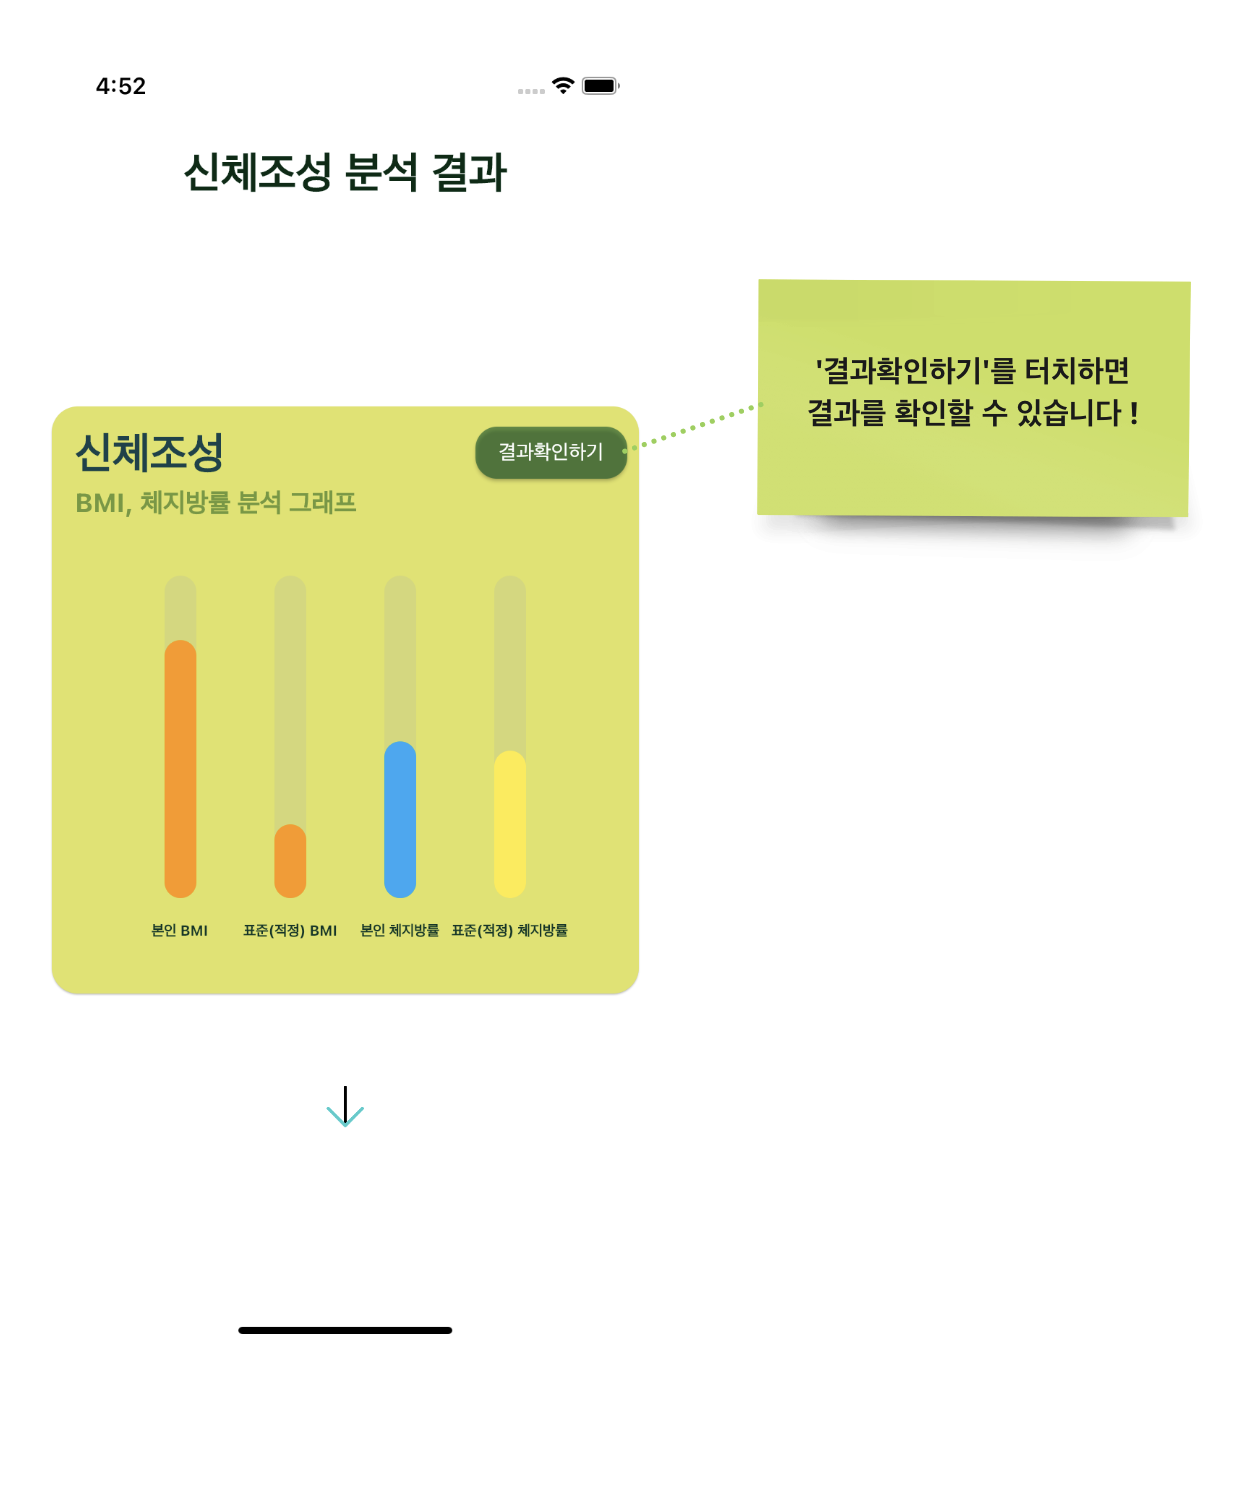 4:52
신체조성 분석 결과
'결과확인하기'를 터치하면
결과를 확인할 수 있습니다 !
신체조성
결과확인하기
BMI, 체지방률 분석 그래프
본인 BMI
표준(적정) BMI
본인 체지방률
표준(적정) 체지방률